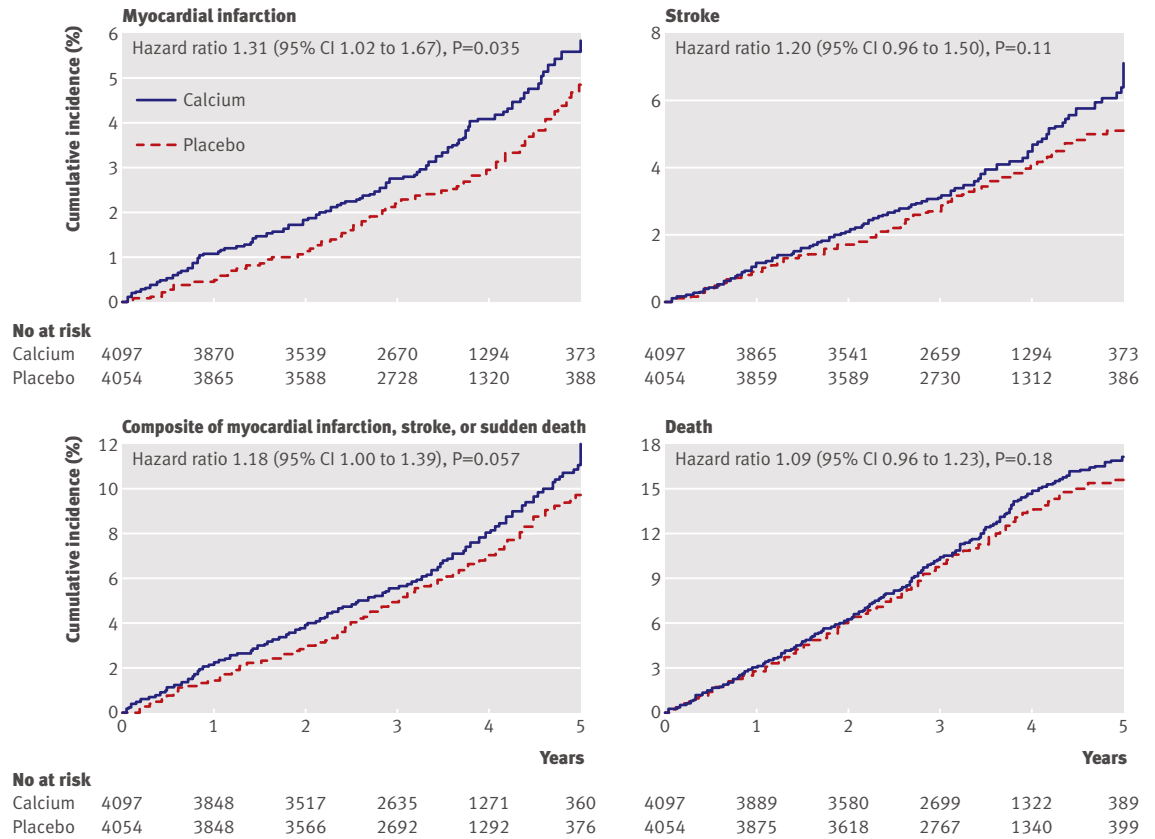 Myocardial infarction
Cumulative incidence (%)
Hazard ratio 1.31 (95% CI 1.02 to 1.67), P=0.035
Calcium
Placebo
6
5
4
3
2
1
0
Stroke
Hazard ratio 1.20 (95% CI 0.96 to 1.50), P=0.11
8
6
4
2
0
No at risk
Calcium 4097 3870 3539 2670 1294 373 4097 3865 3541 2659 1294 373
Placebo 4054 3865 3588 2728 1320 388 4054 3859 3589 2730 1312 386
Composite of myocardial infarction, stroke, or sudden death
Cumulative incidence (%)
Hazard ratio 1.18 (95% CI 1.00 to 1.39), P=0.057
12
10
8
6
4
2
0
0 1 2 3 4 5
Years
Death
Hazard ratio 1.09 (95% CI 0.96 to 1.23), P=0.18
18
15
12
9
6
3
0
0 1 2 3 4 5
Years
No at risk
Calcium 4097 3848 3517 2635 1271 360 4097 3889 3580 2699 1322 389
Placebo 4054 3848 3566 2692 1292 376 4054 3875 3618 2767 1340 399